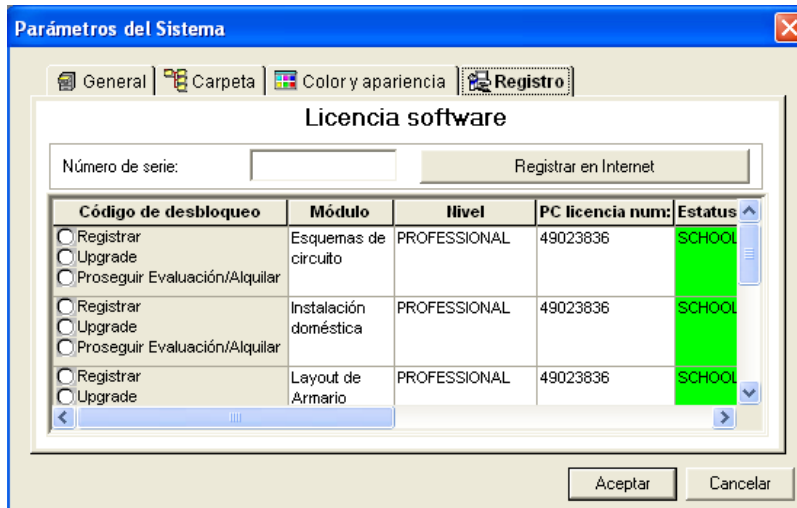 Parámetros del Sistema
General Carpeta Color y apariencia Registro
Licencia software
Número de serie: Registrar en Internet
Código de desbloqueo Módulo Nivel PC licencia num: Estatus
Registrar Esquemas de PROFESSIONAL 49023836 SCHOOL
Upgrade circuito
Proseguir Evaluación/Alquilar
Registrar Instalación PROFESSIONAL 49023836 SCHOOL
Upgrade doméstica
Proseguir Evaluación/Alquilar
Registrar Layout de PROFESSIONAL 49023836 SCHOOL
Upgrade Armario
Aceptar Cancelar